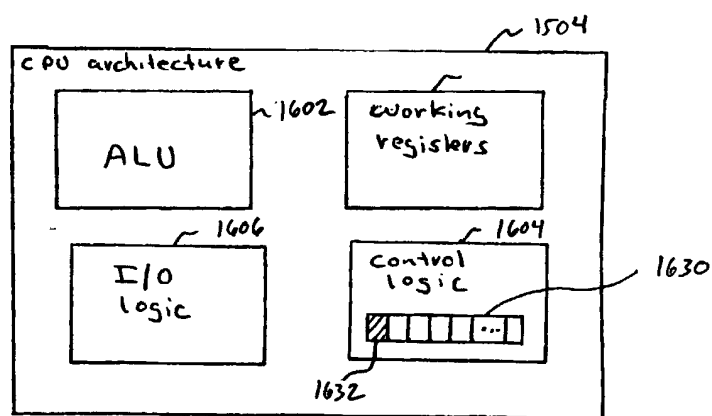 1504
CPU architecture
1602
ALU
working
registers
1606
I/O
logic
1604
control
logic
1630
...
1632